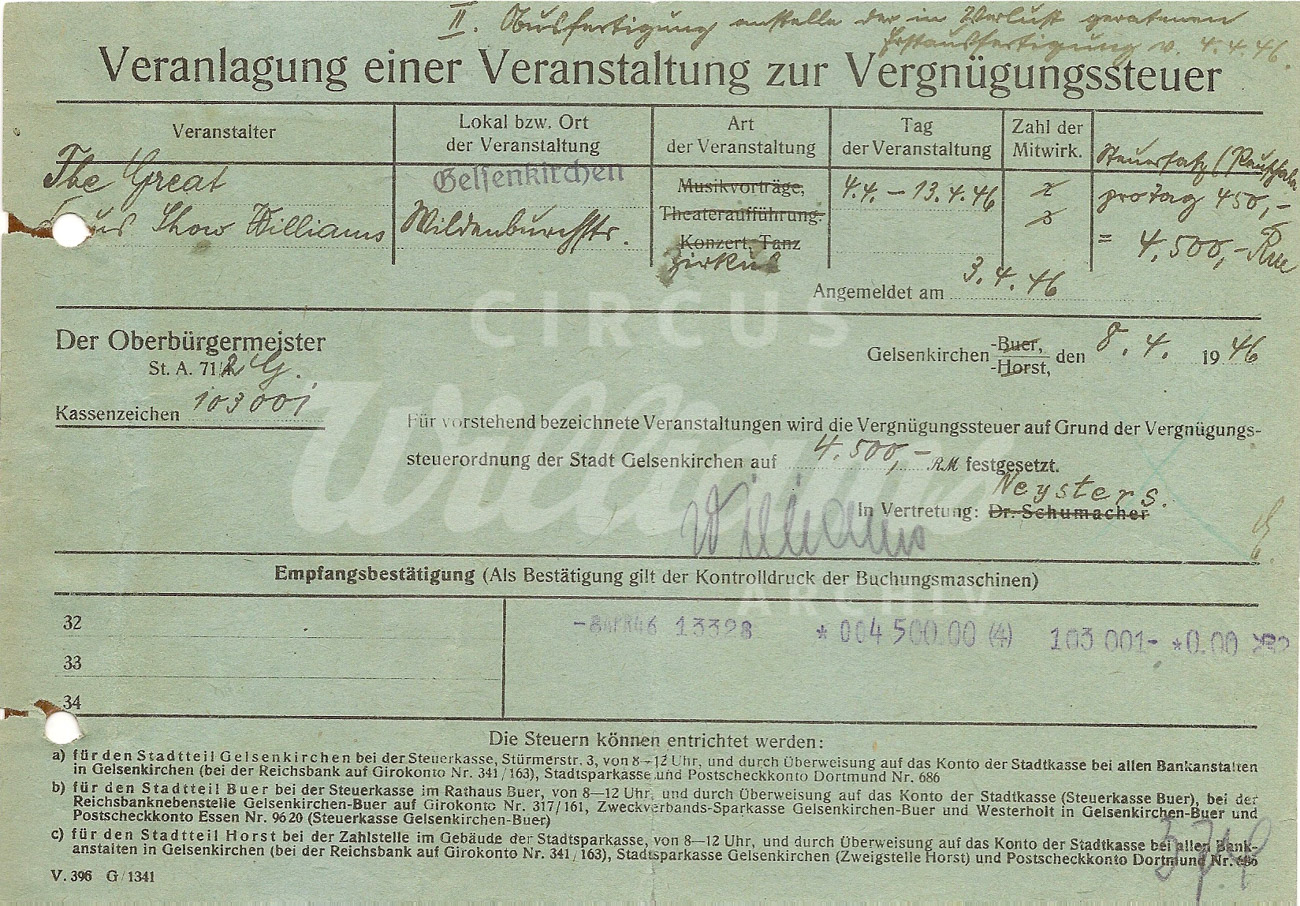 II. Ausfertigung anstelle der in Verlust geratenen
Erstausfertigung v. 4.4.46.
Veranlagung einer Veranstaltung zur Vergnügungssteuer
Veranstalter
Lokal bzw. Ort
der Veranstaltung
Art
der Veranstaltung
Tag
der Veranstaltung
Zahl der
Mitwirk.
Steuersatz (Pauschale
The Great
Show Williams
Gelsenkirchen
Wildenbruchstr.
Musikvorträge,
Theateraufführung.
Konzert, Tanz
Zirkus
4.4. – 13.4.46
pro Tag 450,-
= 4.500,- RM
Angemeldet am 3.4.46
CIRCUS
Williams
ARCHIV
Der Oberbürgermeister
St. A. 71/
Kassenzeichen 103001
Gelsenkirchen -Buer, -Horst, den 8.4. 1946
Für vorstehend bezeichnete Veranstaltungen wird die Vergnügungssteuer auf Grund der Vergnügungs-
steuerordnung der Stadt Gelsenkirchen auf 4.500,- RM festgesetzt.
Neysters.
In Vertretung: Dr. Schumacher
Williams
Empfangsbestätigung (Als Bestätigung gilt der Kontrolldruck der Buchungsmaschinen)
32
33
34
-8APR46 13328 * 004 500.00 (4) 103 001- *0.00
Die Steuern können entrichtet werden:
a) für den Stadtteil Gelsenkirchen bei der Steuerkasse, Stürmerstr. 3, von 8—12 Uhr, und durch Überweisung auf das Konto der Stadtkasse bei allen Bankanstalten
in Gelsenkirchen (bei der Reichsbank auf Girokonto Nr. 341/163), Stadtsparkasse und Postscheckkonto Dortmund Nr. 686
b) für den Stadtteil Buer bei der Steuerkasse im Rathaus Buer, von 8—12 Uhr, und durch Überweisung auf das Konto der Stadtkasse (Steuerkasse Buer), bei der
Reichsbanknebenstelle Gelsenkirchen-Buer auf Girokonto Nr. 317/161, Zweckverbands-Sparkasse Gelsenkirchen-Buer und Westerholt in Gelsenkirchen-Buer und
Postscheckkonto Essen Nr. 9620 (Steuerkasse Gelsenkirchen-Buer)
c) für den Stadtteil Horst bei der Zahlstelle im Gebäude der Stadtsparkasse, von 8—12 Uhr, und durch Überweisung auf das Konto der Stadtkasse bei allen Bank-
anstalten in Gelsenkirchen (bei der Reichsbank auf Girokonto Nr. 341/163), Stadtsparkasse Gelsenkirchen (Zweigstelle Horst) und Postscheckkonto Dortmund Nr. 686
V. 396 G/1341